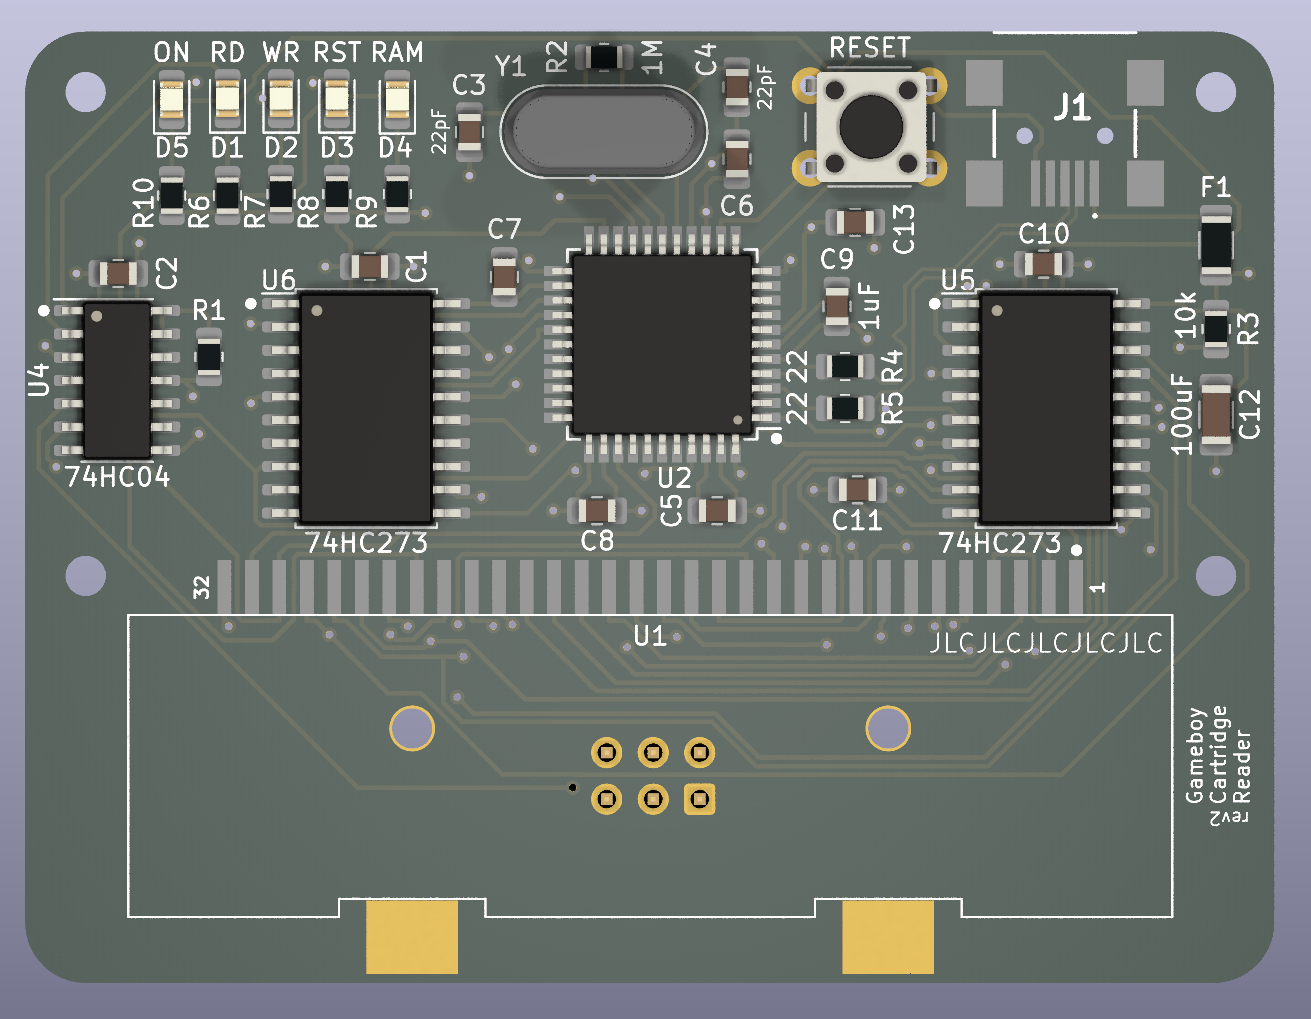 ON RD WR RST RAM
D5 D1 D2 D3 D4
R10 R6 R7 R8 R9
C3
22pF
Y1
R2
1M
C4
22pF
C6
RESET
J1
F1
C2
U6
C1
C7
C13
C9
1uF
C10
U5
10k
R3
U4
R1
22 R4
22 R5
100uF
C12
74HC04
U2
C8
C5
C11
74HC273
74HC273
32
1
U1
JLCJLCJLCJLCJLC
Gameboy
Cartridge
Reader
rev2